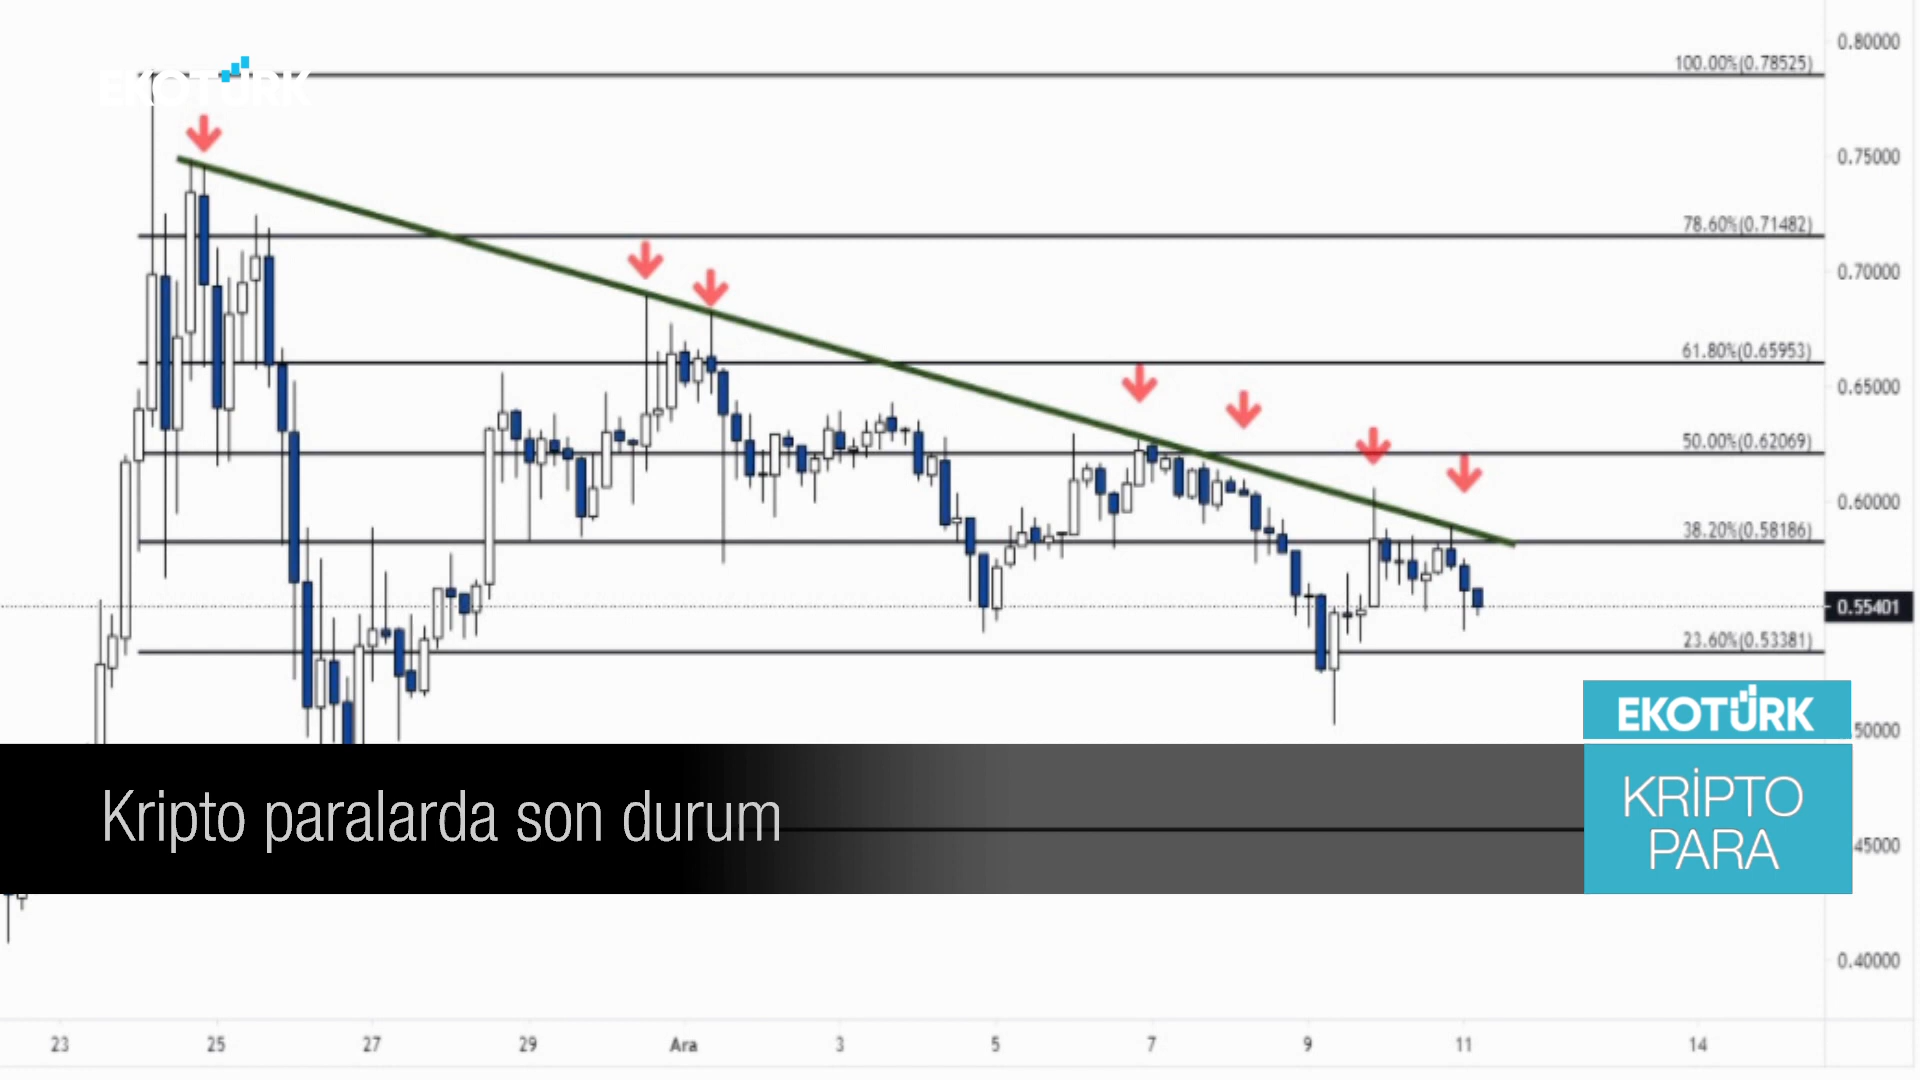 EKOTÜRK
0.80000
100.00%(0.78525)
0.75000
78.60%(0.71482)
0.70000
61.80%(0.65953)
0.65000
50.00%(0.62069)
0.60000
38.20%(0.58186)
0.55401
23.60%(0.53381)
EKOTÜRK
50000
Kripto paralarda son durum
KRİPTO
PARA
45000
0.40000
23 25 27 29 Ara 3 5 7 9 11 14